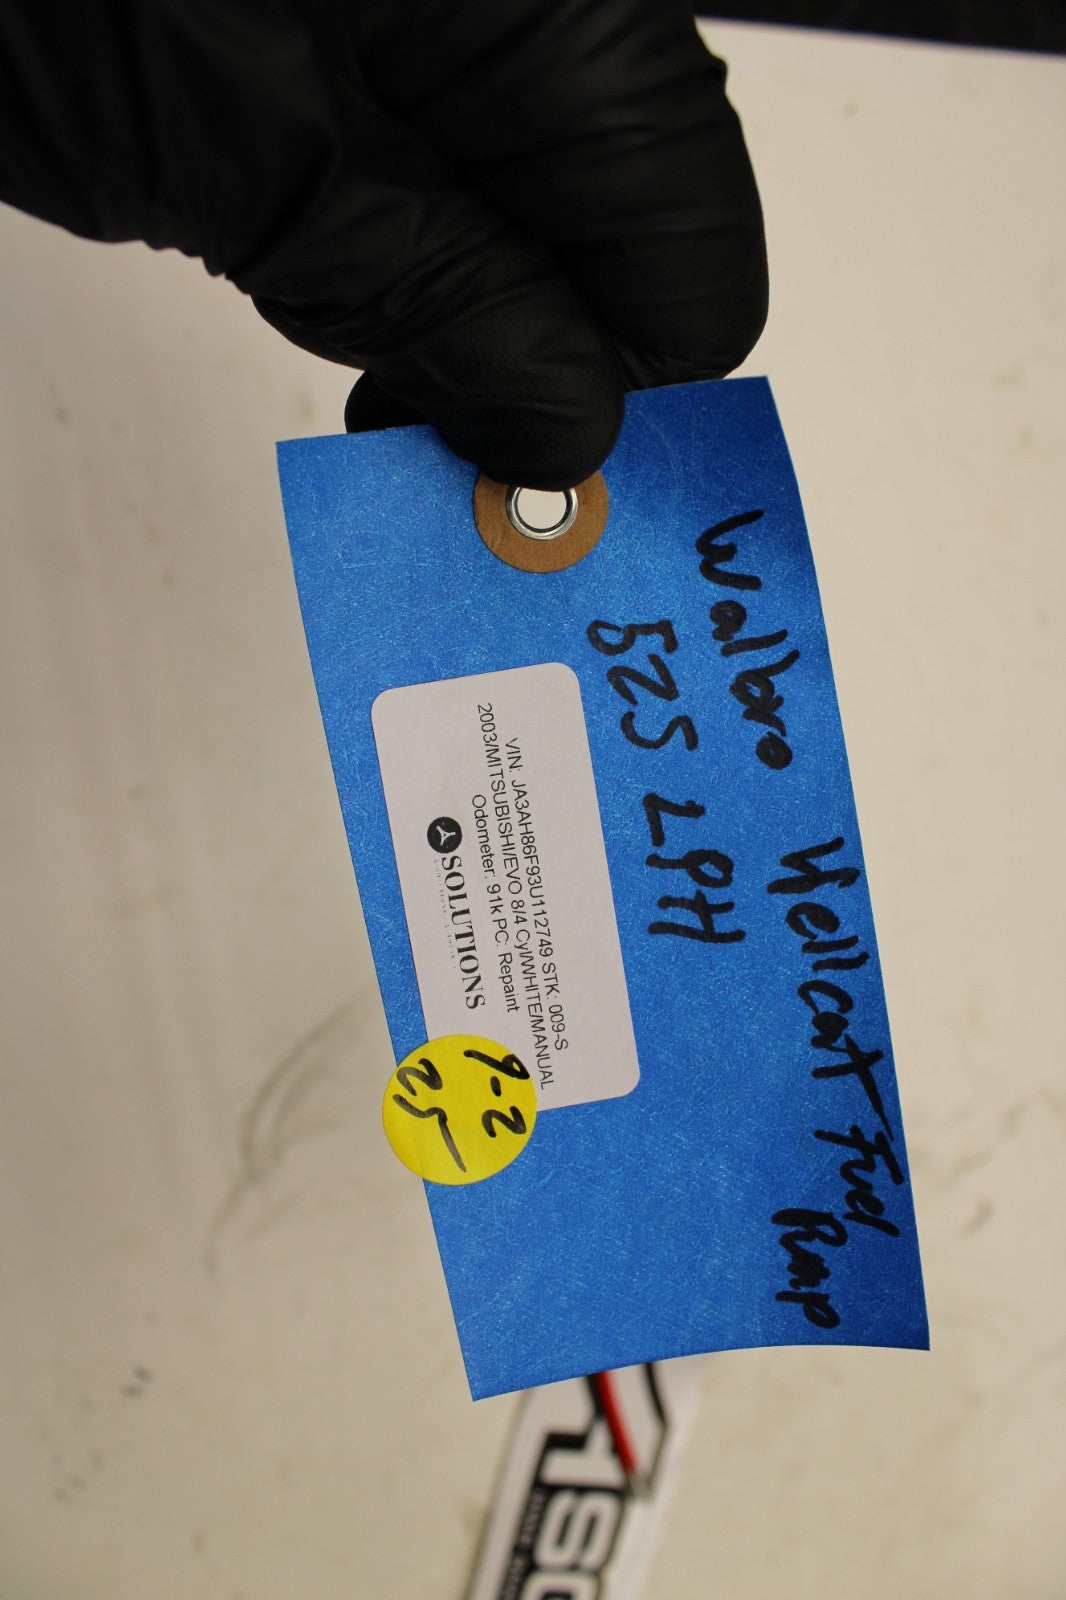 Walbro Hellcat Fuel Pump
525 LPH
VIN: JA3AH86F93U112749 STK: 009-S
2003/MITSUBISHI/EVO 8/4 Cyl/WHITE/MANUAL
Odometer: 91k PC: Repaint
SOLUTIONS
9-2
25
1SO